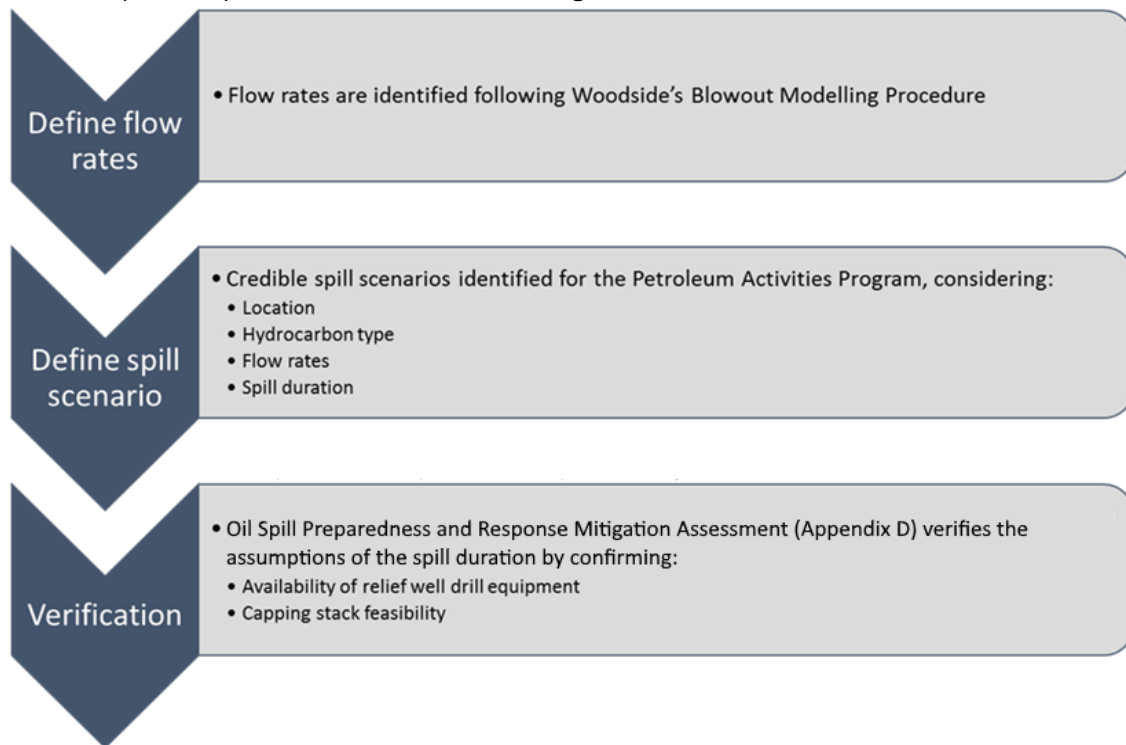 Define flow
rates
• Flow rates are identified following Woodside's Blowout Modelling Procedure
Define spill
scenario
• Credible spill scenarios identified for the Petroleum Activities Program, considering:
• Location
• Hydrocarbon type
• Flow rates
• Spill duration
Verification
• Oil Spill Preparedness and Response Mitigation Assessment (Appendix D) verifies the
assumptions of the spill duration by confirming:
• Availability of relief well drill equipment
• Capping stack feasibility